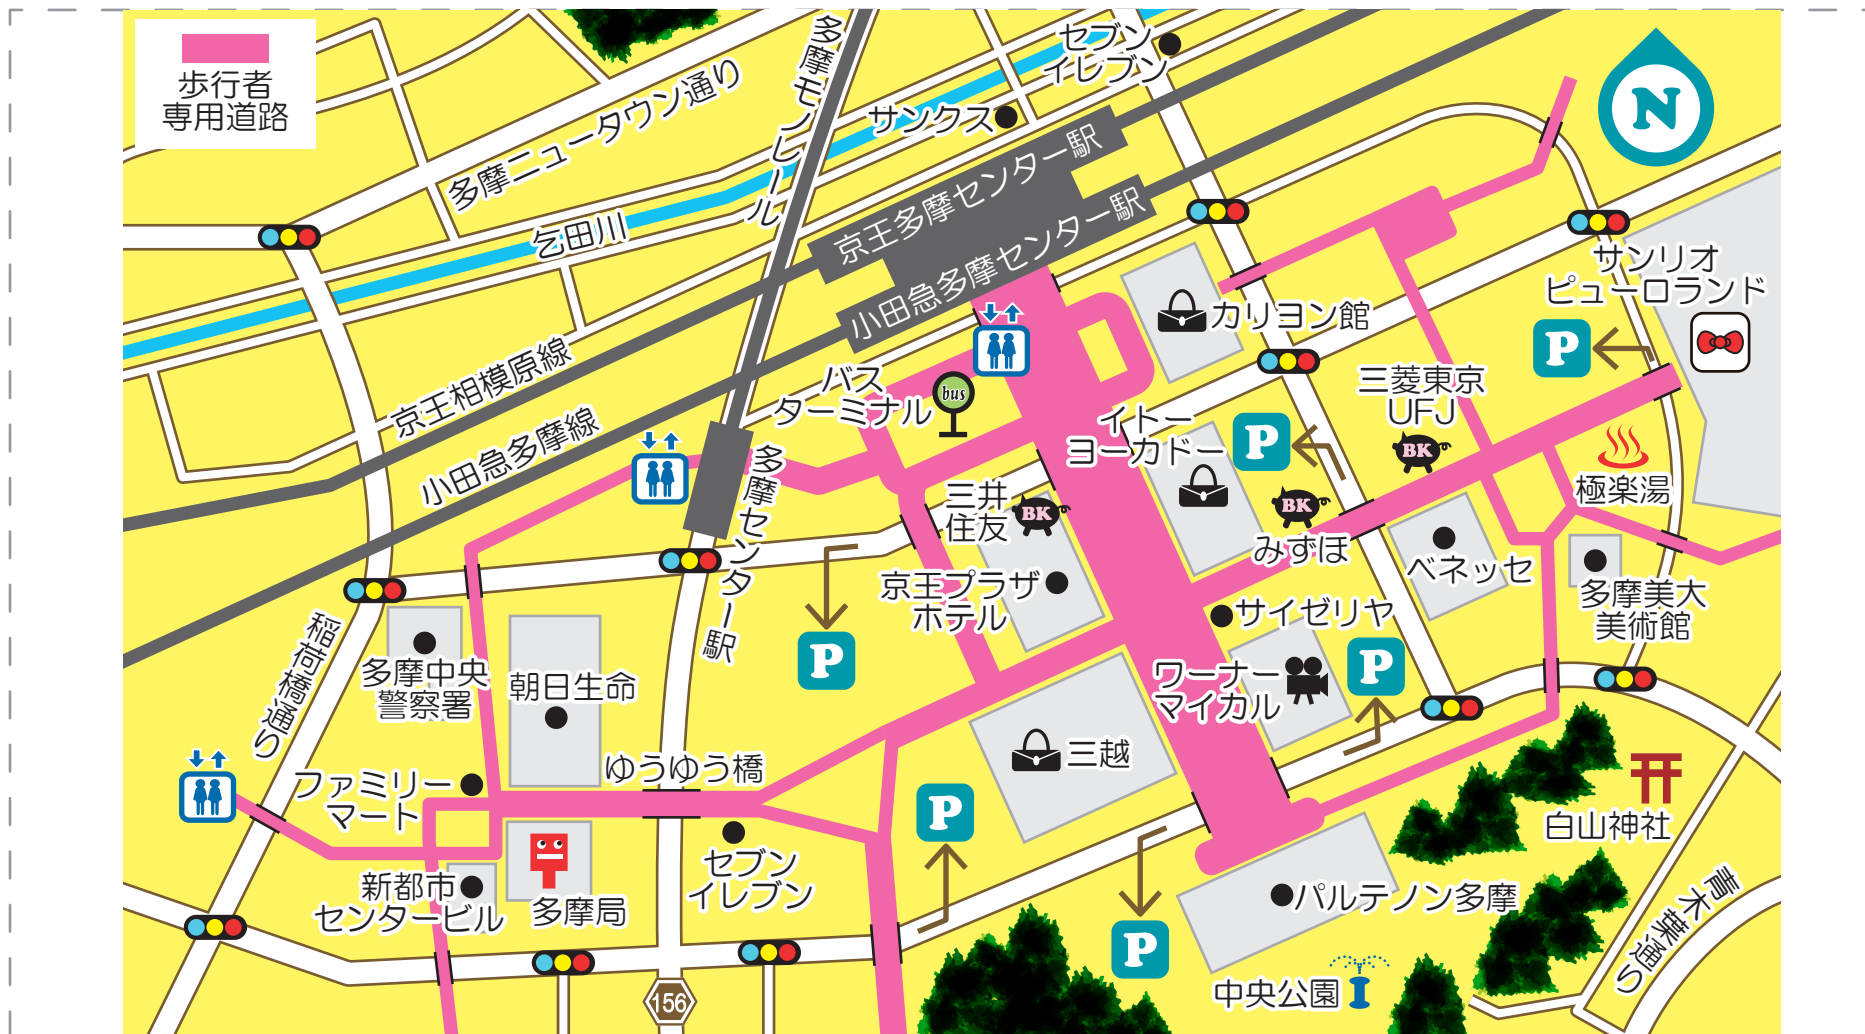 歩行者
専用道路
多摩ニュータウン通り
多摩モノレール
セブン
イレブン
サンクス
N
乞田川
京王多摩センター駅
小田急多摩センター駅
サンリオ
ピューロランド
カリヨン館
京王相模原線
小田急多摩線
バス
ターミナル
bus
P
三菱東京
UFJ
BK
イトー
ヨーカドー
P
極楽湯
多摩センター駅
三井
住友
BK
BK
みずほ
ベネッセ
京王プラザ
ホテル
サイゼリヤ
多摩美大
美術館
稲荷橋通り
多摩中央
警察署
朝日生命
P
ワーナー
マイカル
P
三越
ゆうゆう橋
ファミリー
マート
P
白山神社
セブン
イレブン
新都市
センタービル
多摩局
パルテノン多摩
青木葉通り
P
中央公園
156